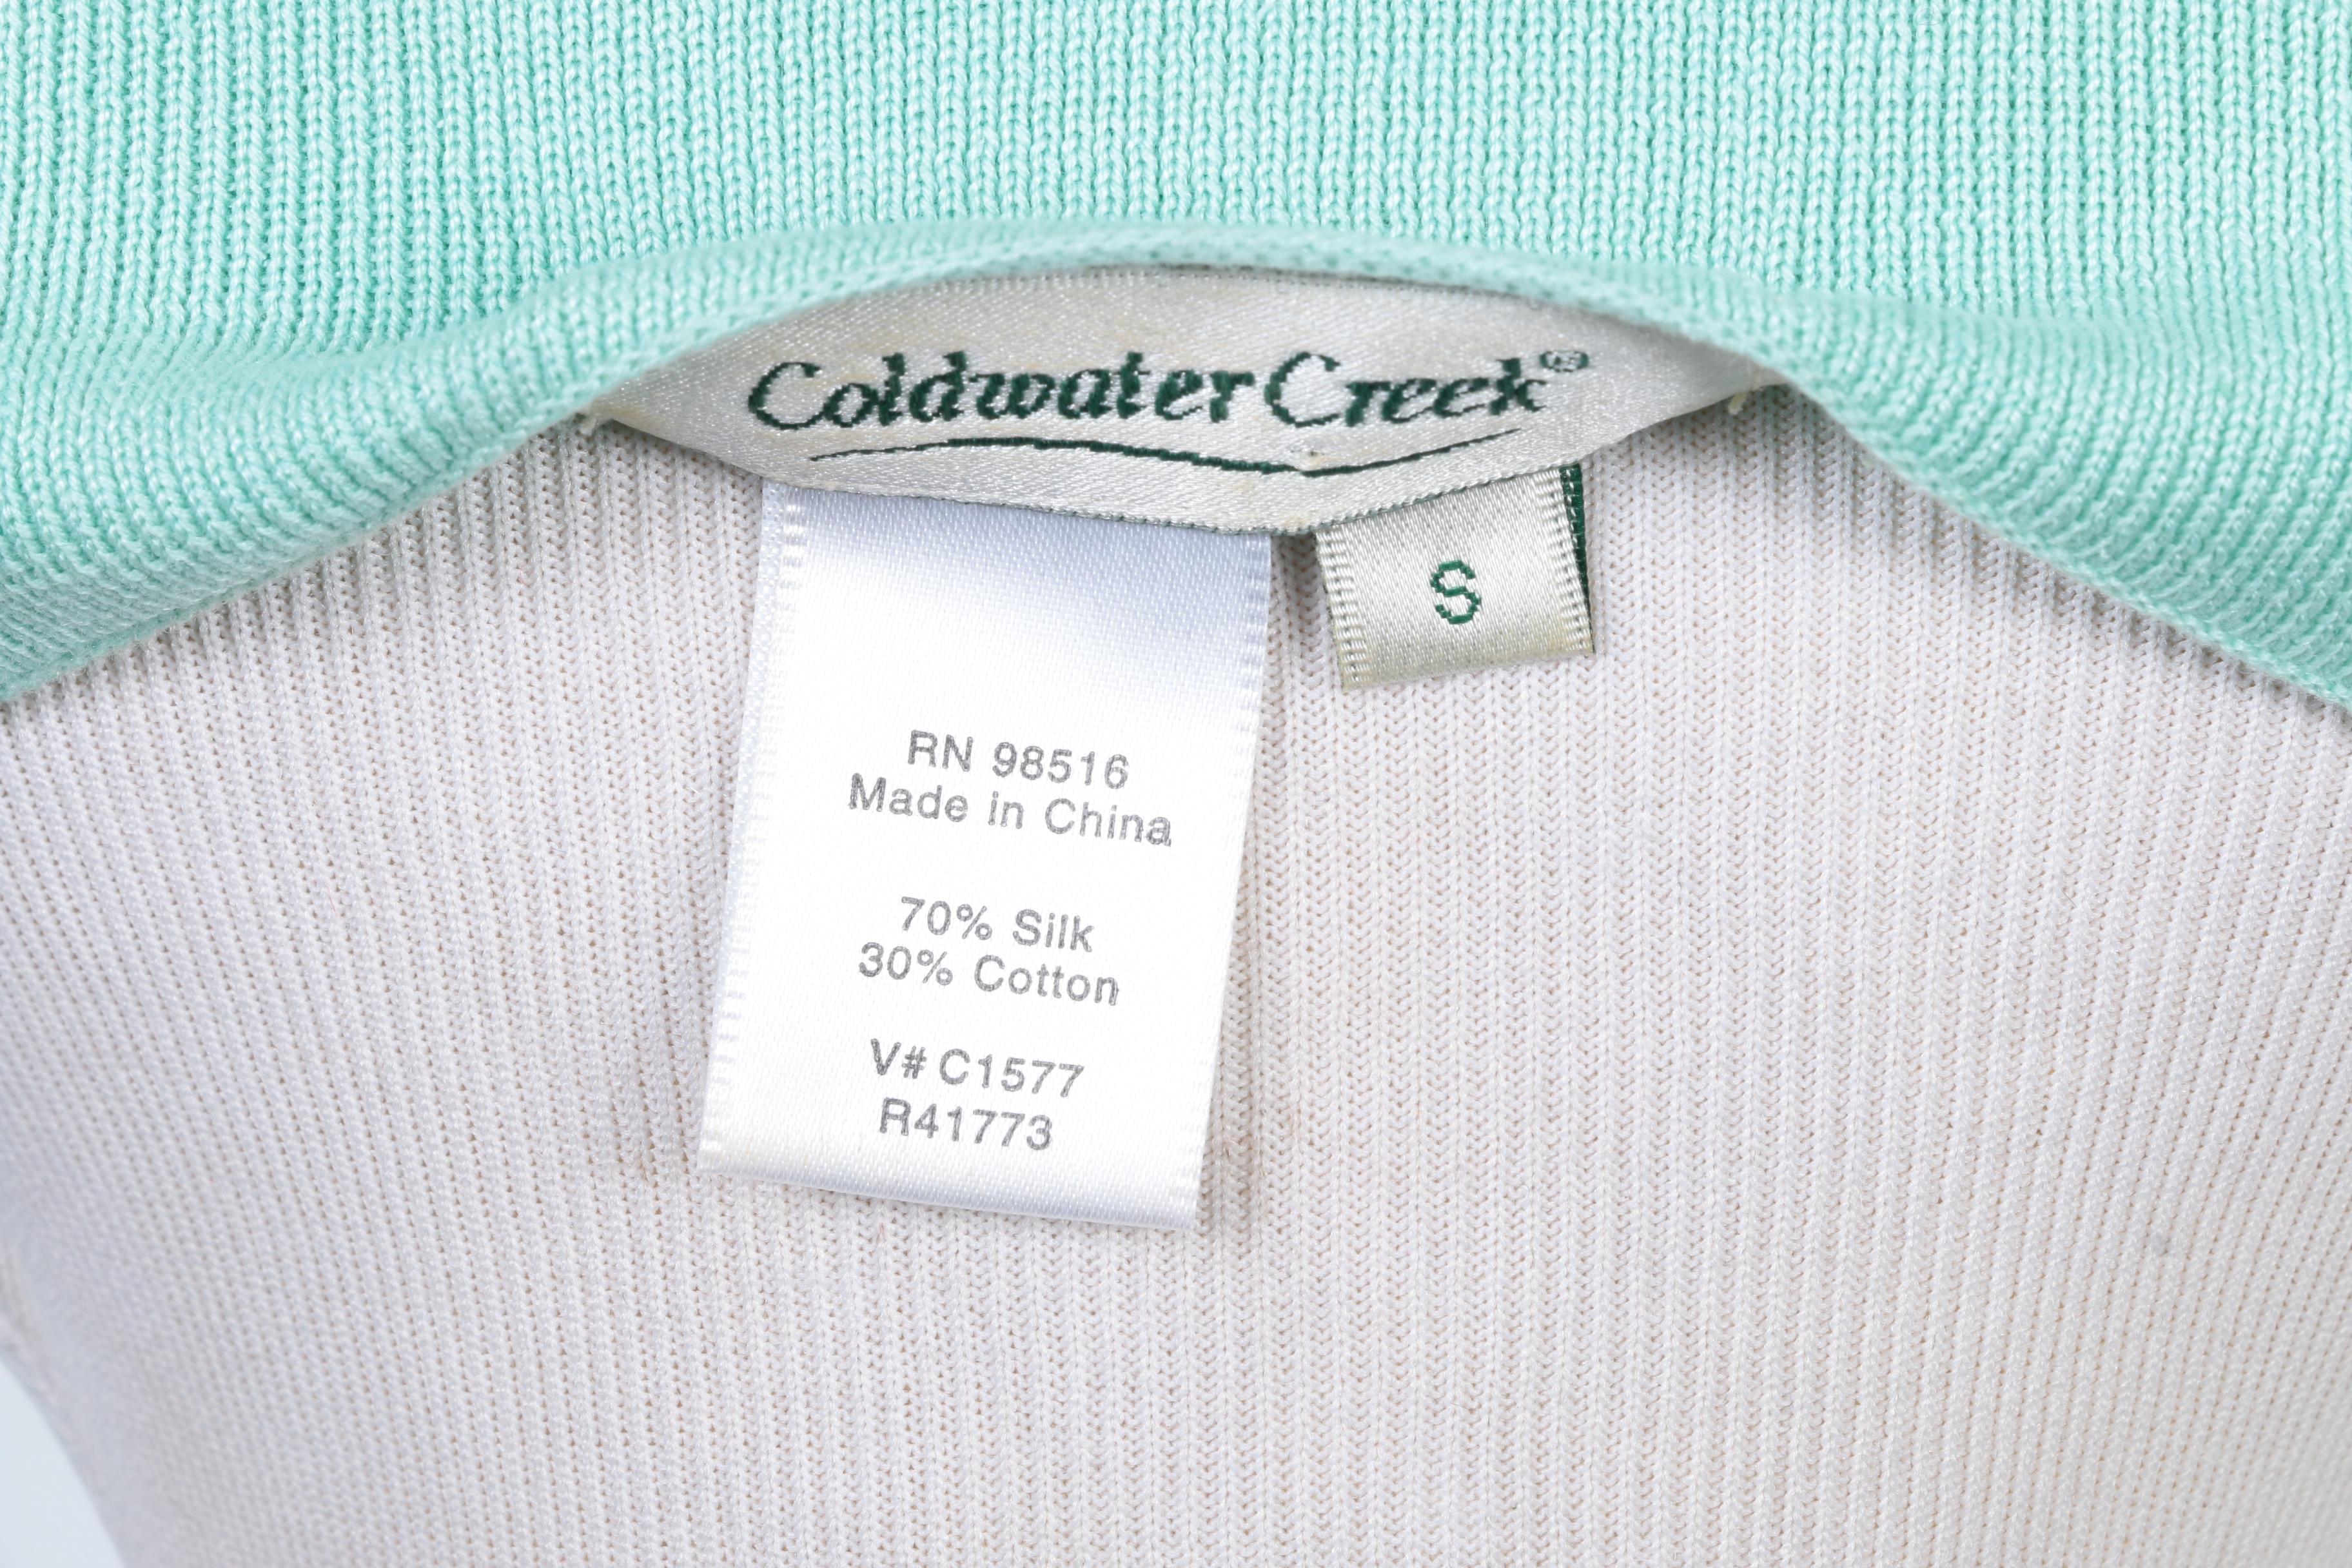 Coldwater Creek®
S
RN 98516
Made in China
70% Silk
30% Cotton
V# C1577
R41773